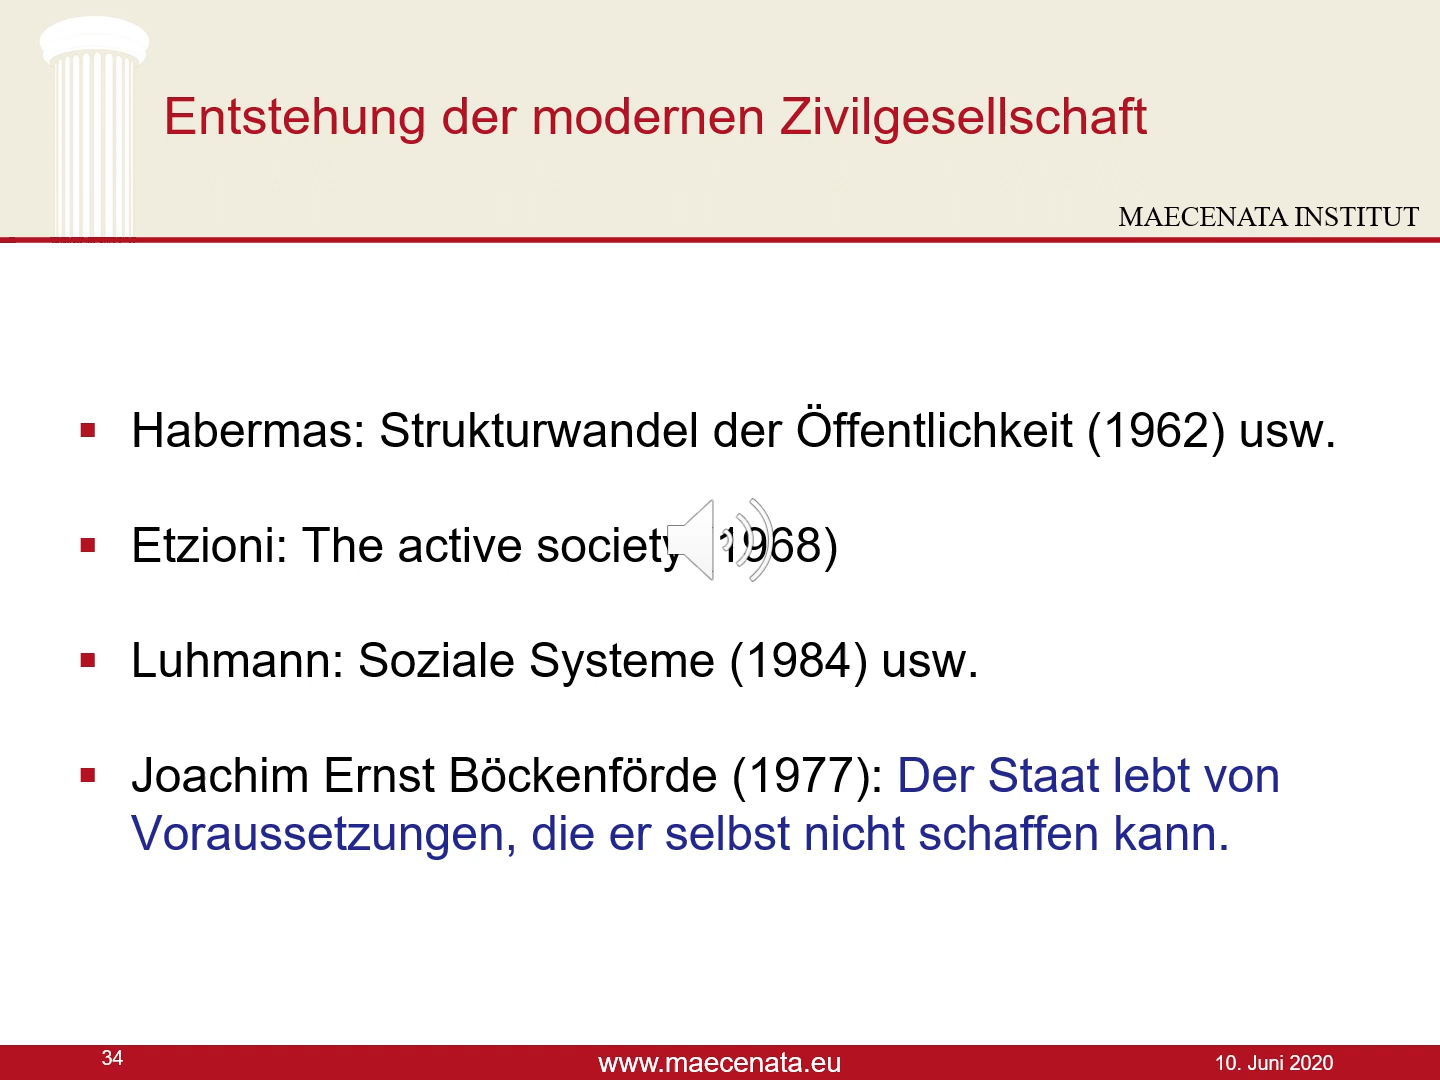 Entstehung der modernen Zivilgesellschaft
MAECENATA INSTITUT
▪ Habermas: Strukturwandel der Öffentlichkeit (1962) usw.
▪ Etzioni: The active society (1968)
▪ Luhmann: Soziale Systeme (1984) usw.
▪ Joachim Ernst Böckenförde (1977): Der Staat lebt von
Voraussetzungen, die er selbst nicht schaffen kann.
34
www.maecenata.eu
10. Juni 2020